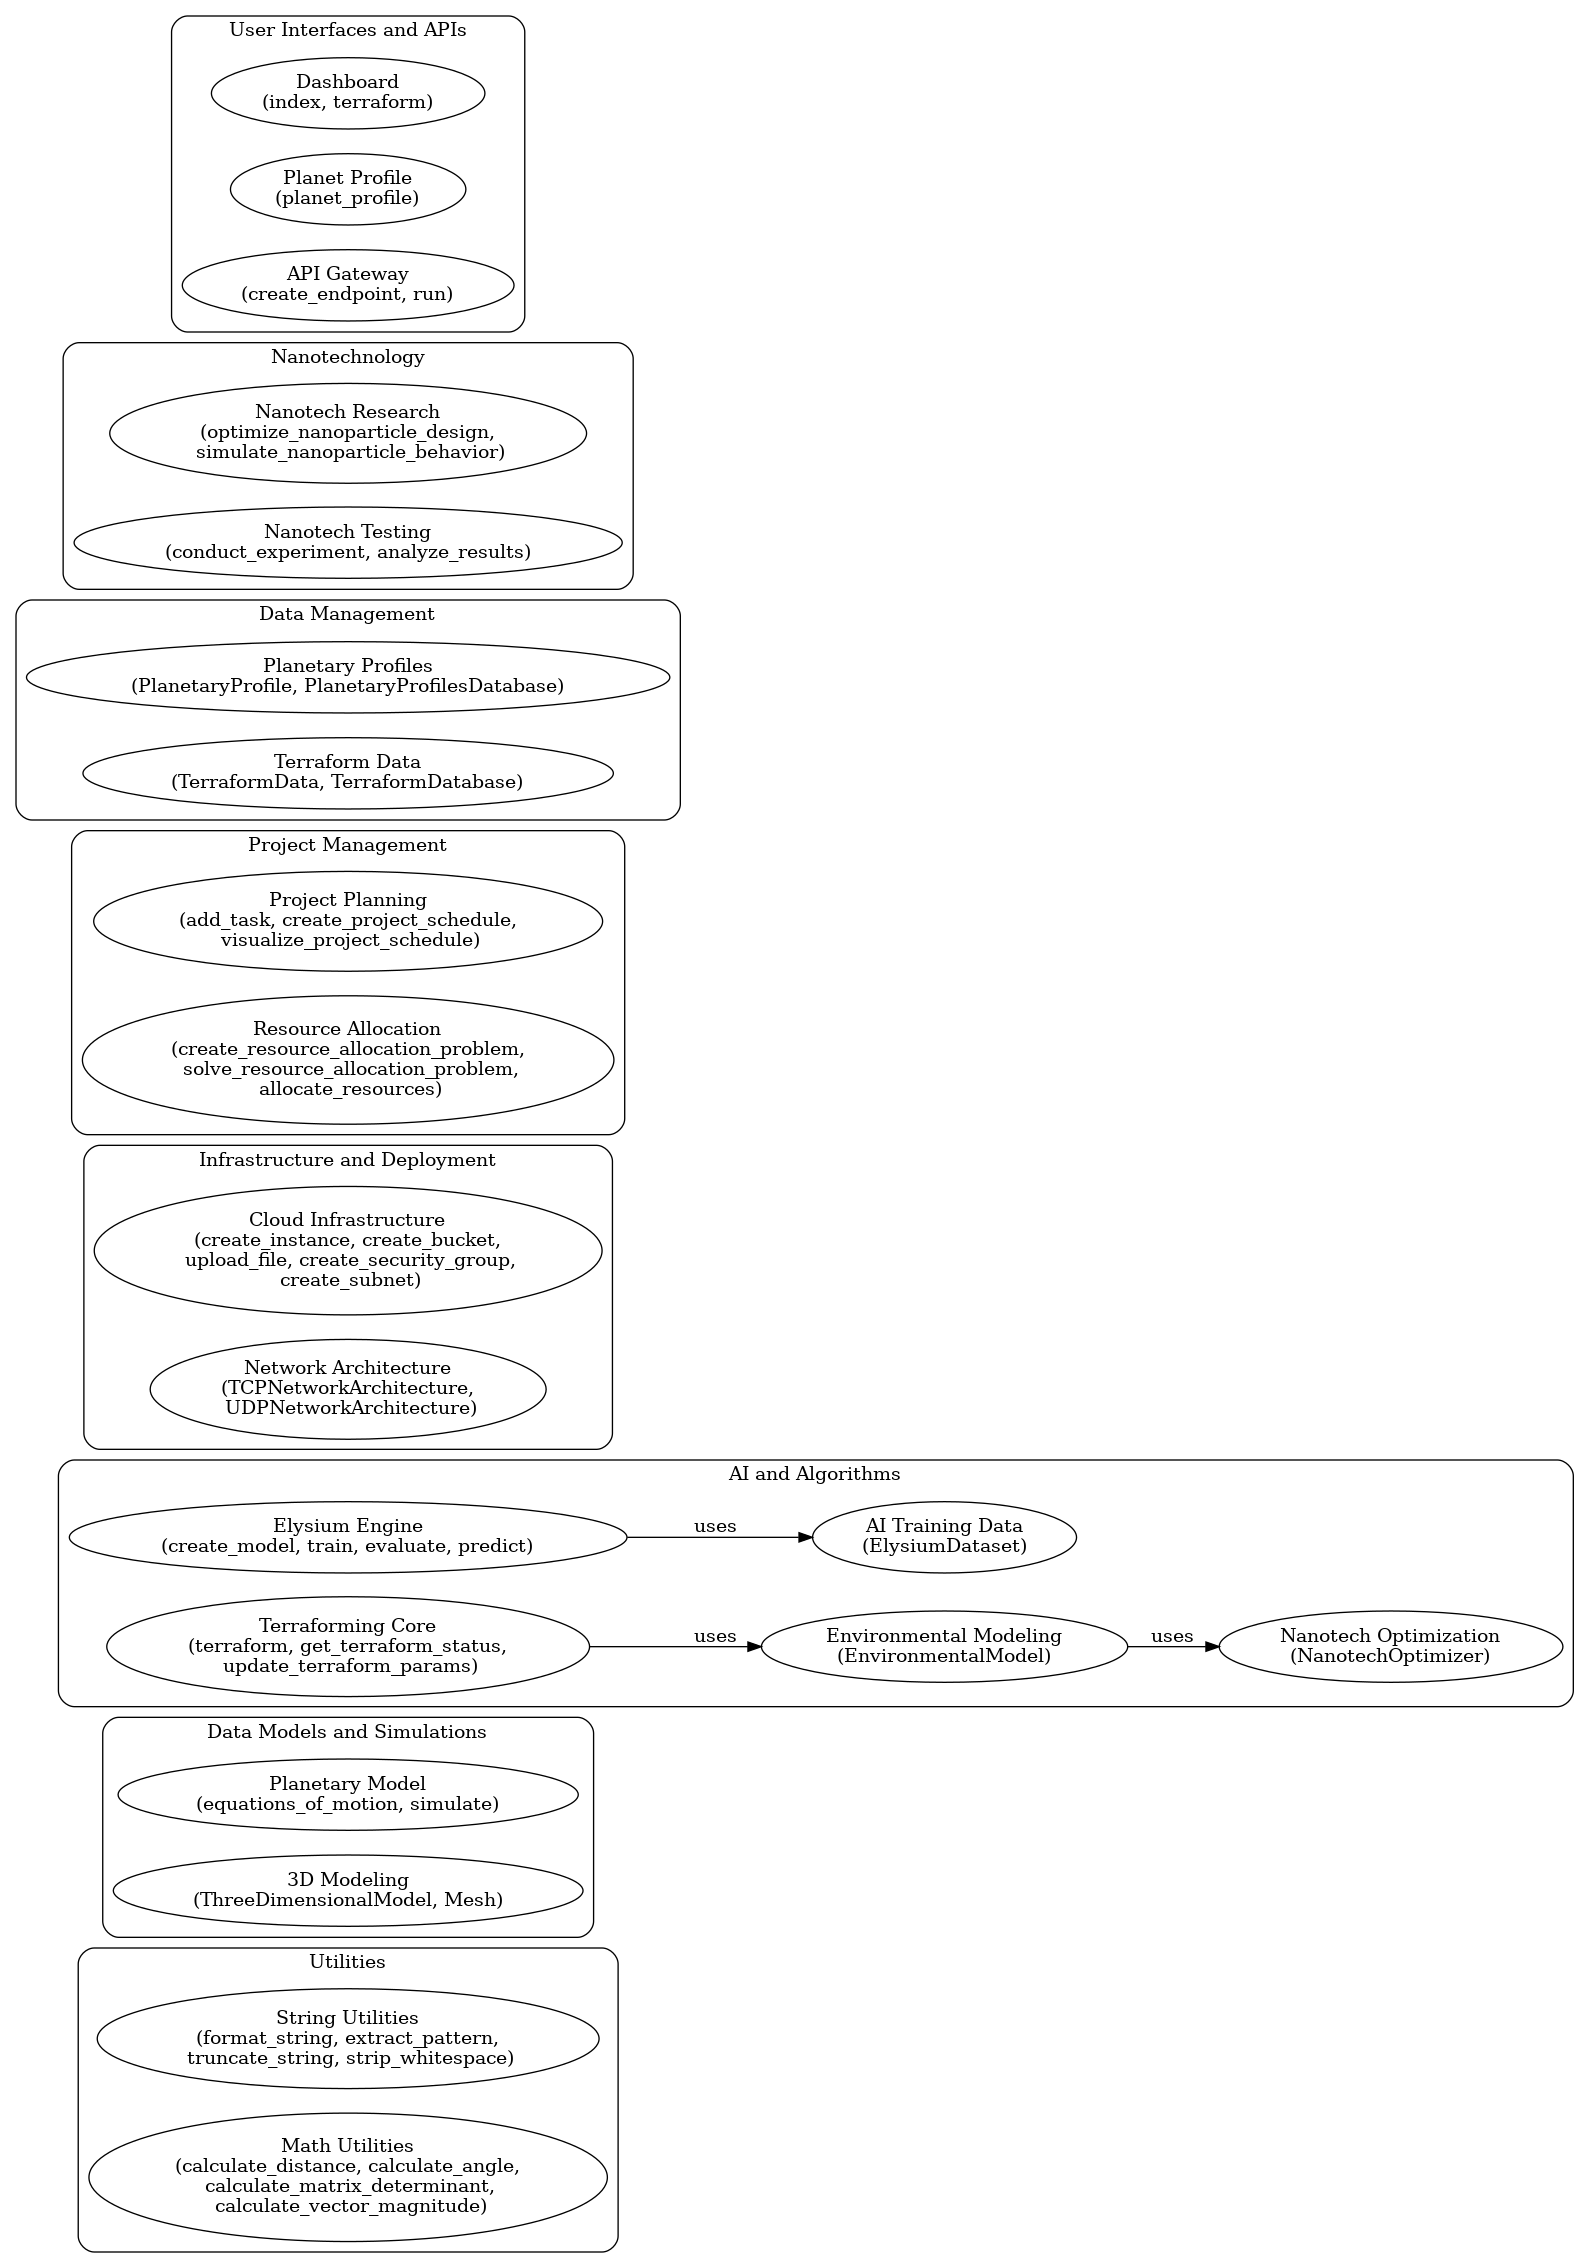 User Interfaces and APIs
Dashboard
(index, terraform)
Planet Profile
(planet_profile)
API Gateway
(create_endpoint, run)
Nanotechnology
Nanotech Research
(optimize_nanoparticle_design,
simulate_nanoparticle_behavior)
Nanotech Testing
(conduct_experiment, analyze_results)
Data Management
Planetary Profiles
(PlanetaryProfile, PlanetaryProfilesDatabase)
Terraform Data
(TerraformData, TerraformDatabase)
Project Management
Project Planning
(add_task, create_project_schedule,
visualize_project_schedule)
Resource Allocation
(create_resource_allocation_problem,
solve_resource_allocation_problem,
allocate_resources)
Infrastructure and Deployment
Cloud Infrastructure
(create_instance, create_bucket,
upload_file, create_security_group,
create_subnet)
Network Architecture
(TCPNetworkArchitecture,
UDPNetworkArchitecture)
AI and Algorithms
Elysium Engine
(create_model, train, evaluate, predict)
uses
AI Training Data
(ElysiumDataset)
Terraforming Core
(terraform, get_terraform_status,
update_terraform_params)
uses
Environmental Modeling
(EnvironmentalModel)
uses
Nanotech Optimization
(NanotechOptimizer)
Data Models and Simulations
Planetary Model
(equations_of_motion, simulate)
3D Modeling
(ThreeDimensionalModel, Mesh)
Utilities
String Utilities
(format_string, extract_pattern,
truncate_string, strip_whitespace)
Math Utilities
(calculate_distance, calculate_angle,
calculate_matrix_determinant,
calculate_vector_magnitude)